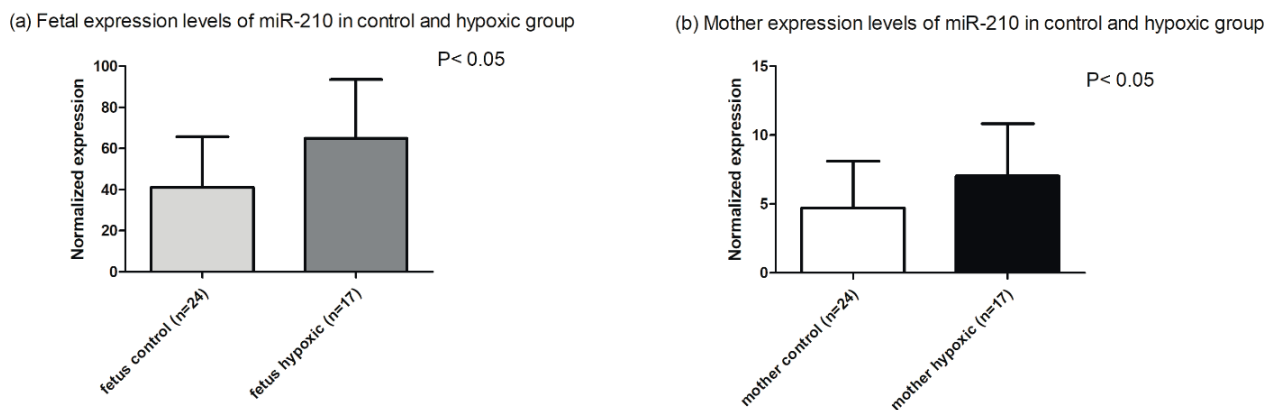 (a) Fetal expression levels of miR-210 in control and hypoxic group
P< 0.05
Normalized expression
100
80
60
40
20
0
fetus control (n=24)
fetus hypoxic (n=17)
(b) Mother expression levels of miR-210 in control and hypoxic group
P< 0.05
Normalized expression
15
10
5
0
mother control (n=24)
mother hypoxic (n=17)